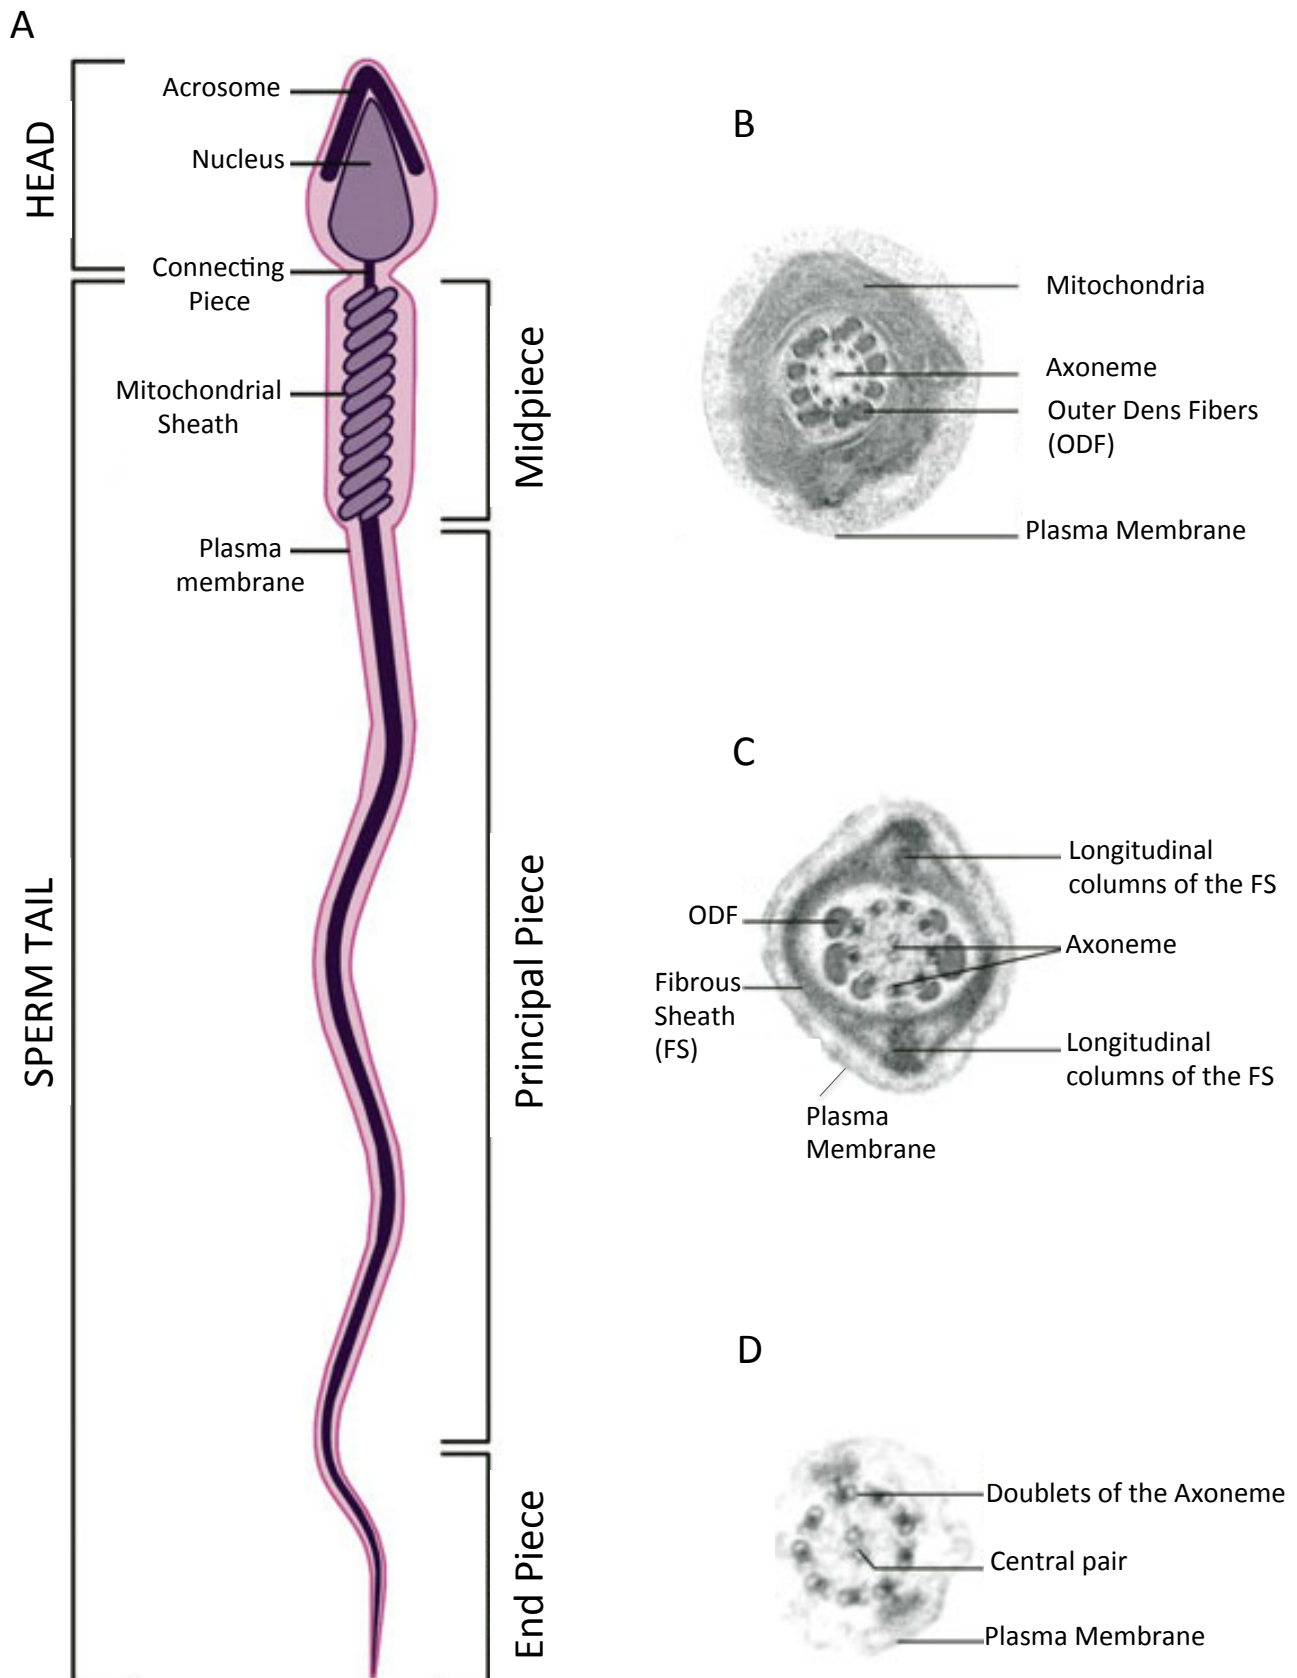 A
HEAD
Acrosome
Nucleus
Connecting
Piece
Mitochondrial
Sheath
Plasma
membrane
SPERM TAIL
Midpiece
Principal Piece
End Piece
B
Mitochondria
Axoneme
Outer Dens Fibers
(ODF)
Plasma Membrane
C
Longitudinal
columns of the FS
ODF
Axoneme
Fibrous
Sheath
(FS)
Longitudinal
columns of the FS
Plasma
Membrane
D
Doublets of the Axoneme
Central pair
Plasma Membrane